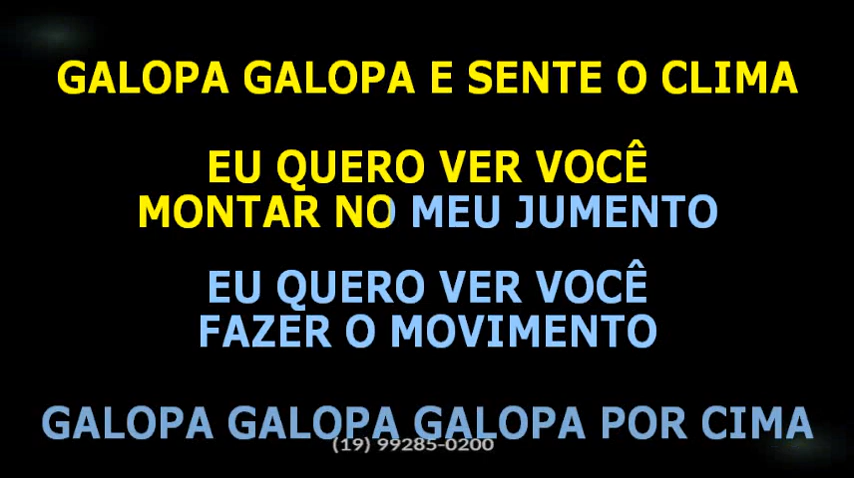 GALOPA GALOPA E SENTE O CLIMA
EU QUERO VER VOCÊ
MONTAR NO MEU JUMENTO
EU QUERO VER VOCÊ
FAZER O MOVIMENTO
GALOPA GALOPA GALOPA POR CIMA
(19) 99285-0200